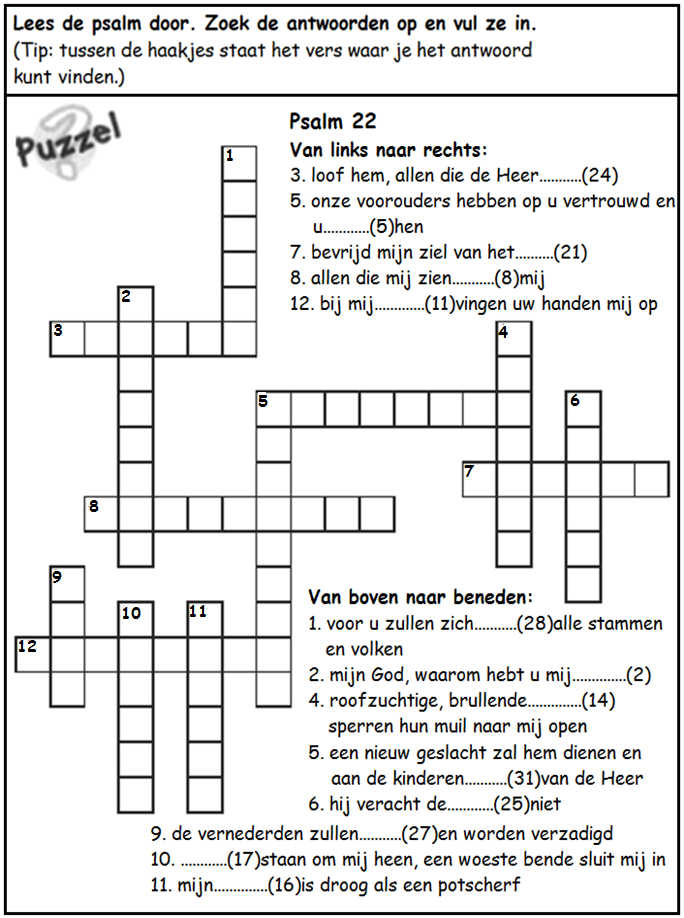 Lees de psalm door. Zoek de antwoorden op en vul ze in.
(Tip: tussen de haakjes staat het vers waar je het antwoord
kunt vinden.)
Puzzel
?
Psalm 22
Van links naar rechts:
3. loof hem, allen die de Heer...........(24)
5. onze voorouders hebben op u vertrouwd en
u............(5)hen
7. bevrijd mijn ziel van het..........(21)
8. allen die mij zien...........(8)mij
12. bij mij.............(11)vingen uw handen mij op
1
2
3
4
5
6
7
8
9
10
11
12
Van boven naar beneden:
1. voor u zullen zich...........(28)alle stammen
en volken
2. mijn God, waarom hebt u mij..............(2)
4. roofzuchtige, brullende..............(14)
sperren hun muil naar mij open
5. een nieuw geslacht zal hem dienen en
aan de kinderen...........(31)van de Heer
6. hij veracht de............(25)niet
9. de vernederden zullen...........(27)en worden verzadigd
10. ............(17)staan om mij heen, een woeste bende sluit mij in
11. mijn..............(16)is droog als een potscherf